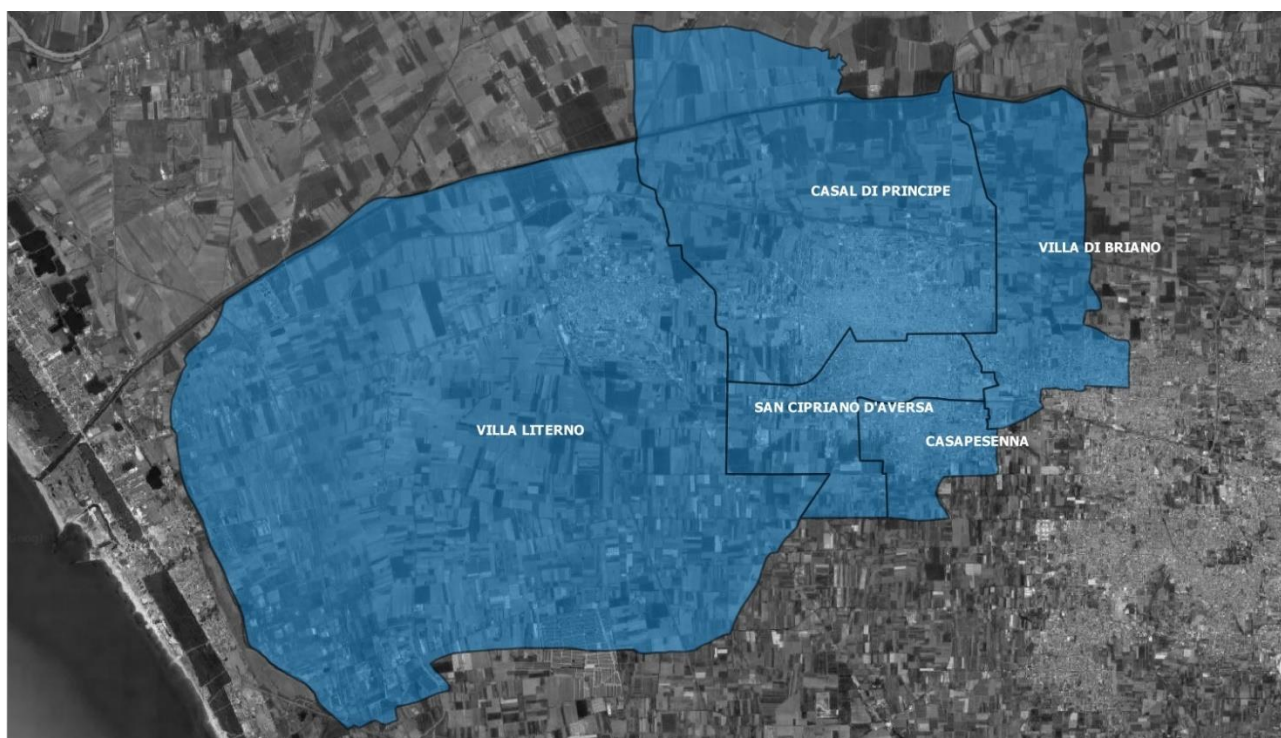 CASAL DI PRINCIPE
VILLA DI BRIANO
SAN CIPRIANO D'AVERSA
VILLA LITERNO
CASAPESENNA